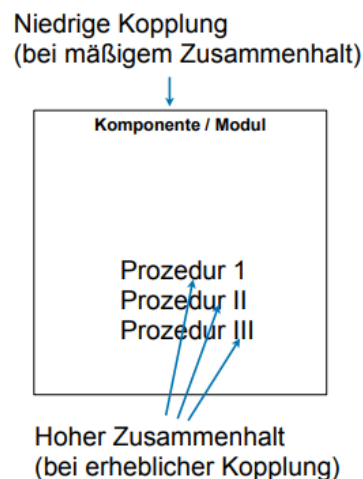 Niedrige Kopplung
(bei mäßigem Zusammenhalt)
Komponente / Modul
Prozedur 1
Prozedur II
Prozedur III
Hoher Zusammenhalt
(bei erheblicher Kopplung)